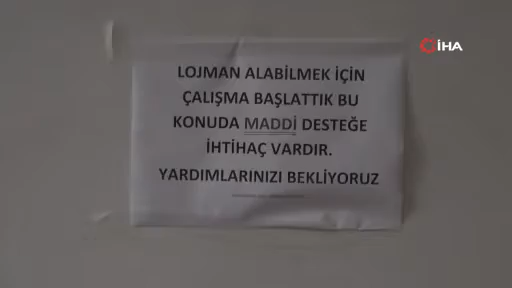 İHA
LOJMAN ALABİLMEK İÇİN
ÇALIŞMA BAŞLATTIK BU
KONUDA MADDİ DESTEĞE
İHTİHAÇ VARDIR.
YARDIMLARINIZI BEKLİYORUZ